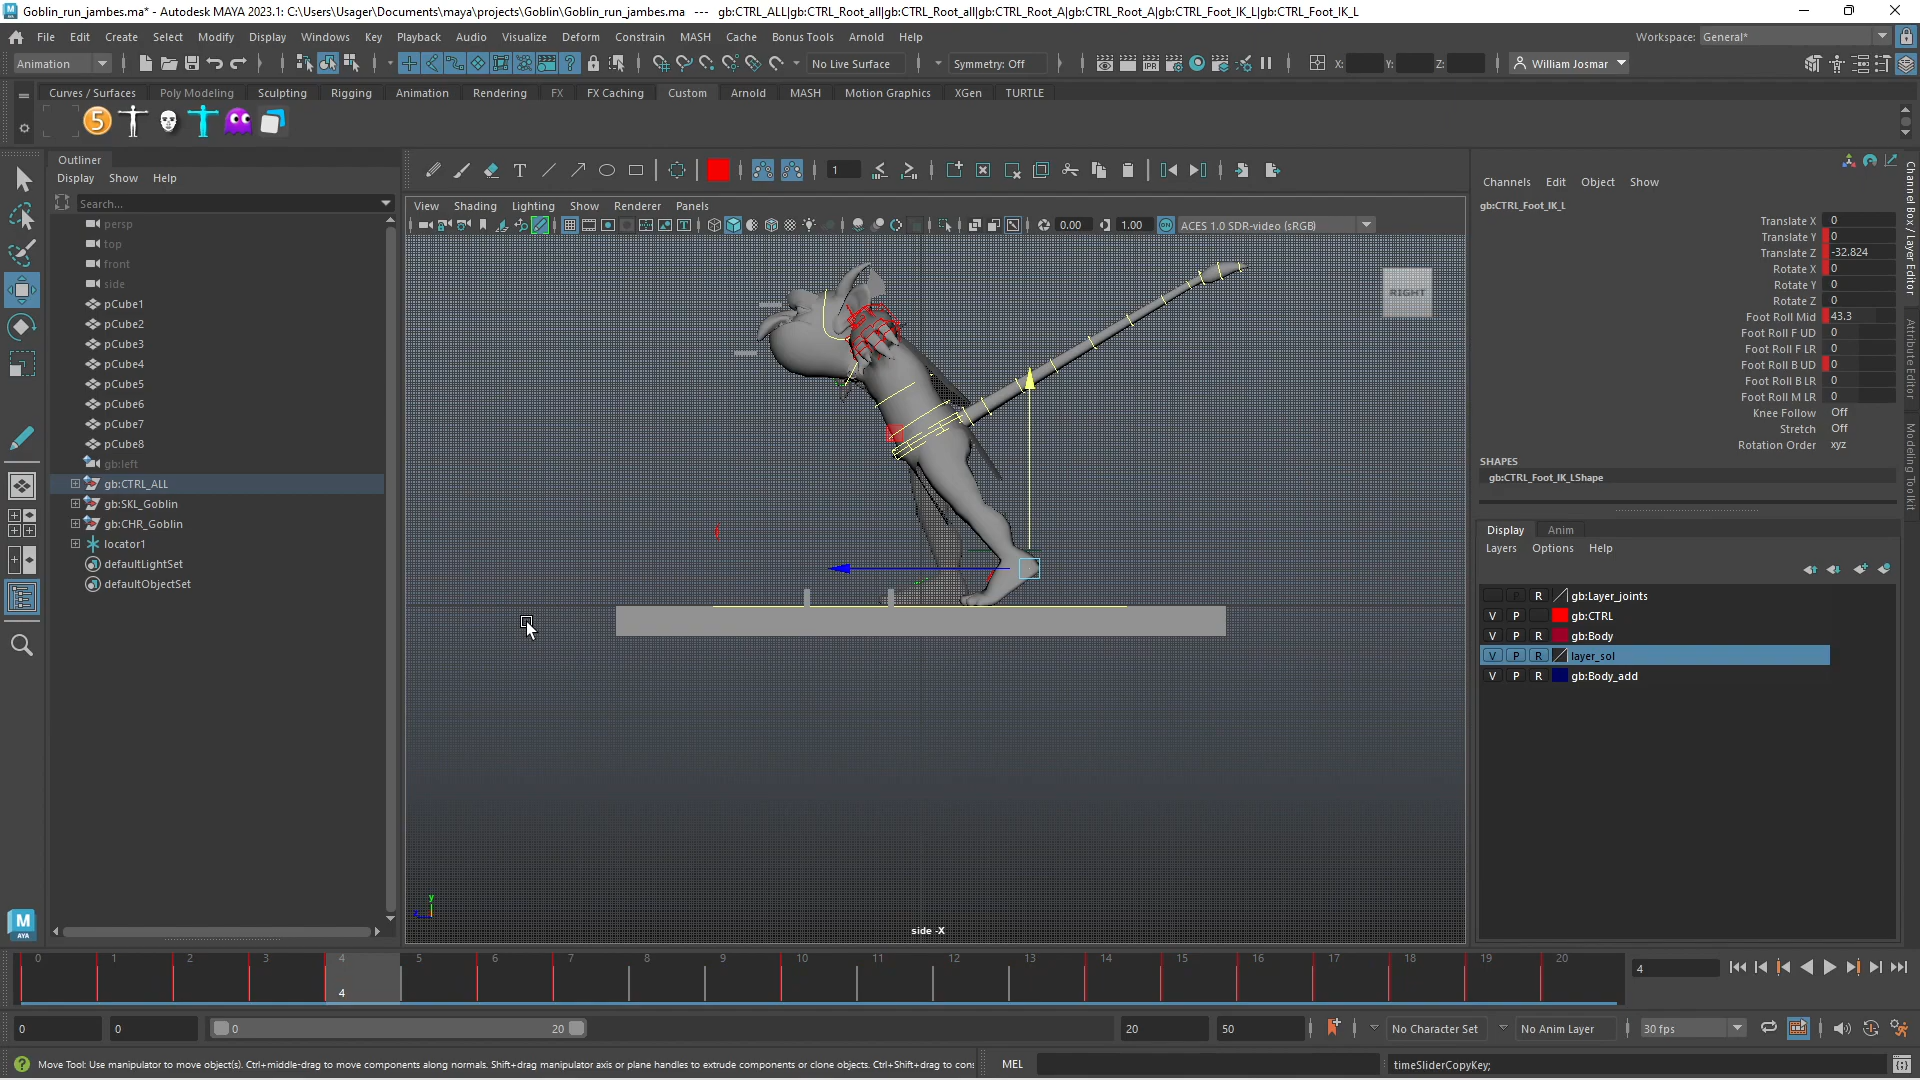 Goblin_run_jambes.ma* - Autodesk MAYA 2023.1: C:\Users\Usager\Documents\maya\projects\Goblin\Goblin_run_jambes.ma --- gb:CTRL_ALL|gb:CTRL_Root_all|gb:CTRL_Root_all|gb:CTRL_Root_A|gb:CTRL_Root_A|gb:CTRL_Foot_IK_L|gb:CTRL_Foot_IK_L
File Edit Create Select Modify Display Windows Key Playback Audio Visualize Deform Constrain MASH Cache Bonus Tools Arnold Help Workspace: General*
Animation No Live Surface Symmetry: Off X: Y: Z: William Josmar
Curves / Surfaces Poly Modeling Sculpting Rigging Animation Rendering FX FX Caching Custom Arnold MASH Motion Graphics XGen TURTLE
5
Outliner
Display Show Help
Search...
persp
top
front
side
pCube1
pCube2
pCube3
pCube4
pCube5
pCube6
pCube7
pCube8
gb:left
gb:CTRL_ALL
gb:SKL_Goblin
gb:CHR_Goblin
locator1
defaultLightSet
defaultObjectSet
M
AYA
T 1
View Shading Lighting Show Renderer Panels
0.00 1.00 ON ACES 1.0 SDR-video (sRGB)
RIGHT
y
z
side -X
Channels Edit Object Show
gb:CTRL_Foot_IK_L
Translate X 0
Translate Y 0
Translate Z -32.824
Rotate X 0
Rotate Y 0
Rotate Z 0
Foot Roll Mid 43.3
Foot Roll F UD 0
Foot Roll F LR 0
Foot Roll B UD 0
Foot Roll B LR 0
Foot Roll M LR 0
Knee Follow Off
Stretch Off
Rotation Order xyz
SHAPES
gb:CTRL_Foot_IK_LShape
Display Anim
Layers Options Help
P R gb:Layer_joints
V P gb:CTRL
V P R gb:Body
V P R layer_sol
V P R gb:Body_add
Channel Box / Layer Editor
Attribute Editor
Modeling Toolkit
0 1 2 3 4 5 6 7 8 9 10 11 12 13 14 15 16 17 18 19 20
4
4
0 0 0 20 20 50 No Character Set No Anim Layer 30 fps
Move Tool: Use manipulator to move object(s). Ctrl+middle-drag to move components along normals. Shift+drag manipulator axis or plane handles to extrude components or clone objects. Ctrl+Shift+drag to con
MEL
timeSliderCopyKey;